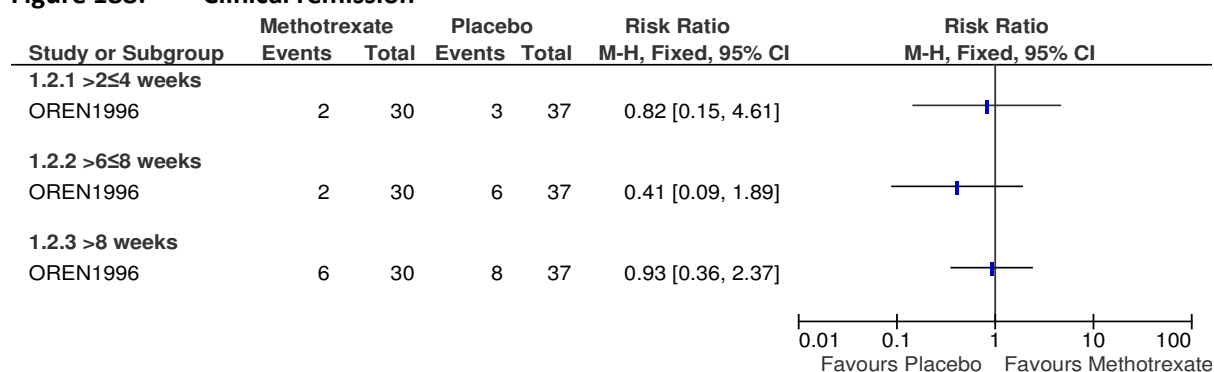 Figure 188: Clinical remission
Methotrexate Placebo Risk Ratio Risk Ratio
Study or Subgroup Events Total Events Total M-H, Fixed, 95% CI M-H, Fixed, 95% CI
1.2.1 >2≤4 weeks
OREN1996 2 30 3 37 0.82 [0.15, 4.61]
1.2.2 >6≤8 weeks
OREN1996 2 30 6 37 0.41 [0.09, 1.89]
1.2.3 >8 weeks
OREN1996 6 30 8 37 0.93 [0.36, 2.37]
0.01 0.1 1 10 100
Favours Placebo Favours Methotrexate